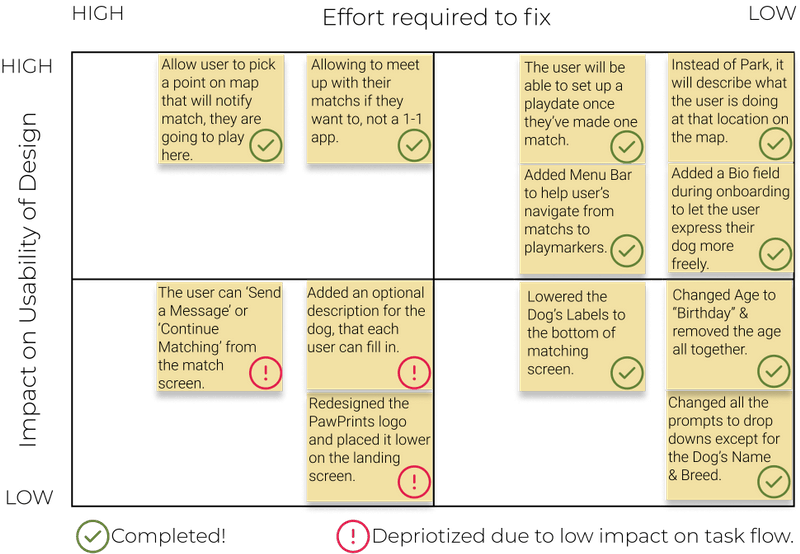 HIGH
Effort required to fix
LOW
HIGH
Impact on Usability of Design
LOW
Allow user to pick
a point on map
that will notify
match, they are
going to play
here.
Allowing to meet
up with their
matchs if they
want to, not a 1-1
app.
The user will be
able to set up a
playdate once
they’ve made one
match.
Instead of Park, it
will describe what
the user is doing
at that location on
the map.
Added Menu Bar
to help user’s
navigate from
matchs to
playmarkers.
Added a Bio field
during onboarding
to let the user
express their
dog more
freely.
The user can ‘Send
a Message’ or
‘Continue
Matching’ from
the match
screen.
Added an optional
description for the
dog, that each
user can fill in.
Redesigned the
PawPrints logo
and placed it lower
on the landing
screen.
Lowered the
Dog’s Labels to
the bottom of
matching
screen.
Changed Age to
“Birthday” &
removed the age
all together.
Changed all the
prompts to drop
downs except for
the Dog’s Name
& Breed.
Completed!
Depriotized due to low impact on task flow.